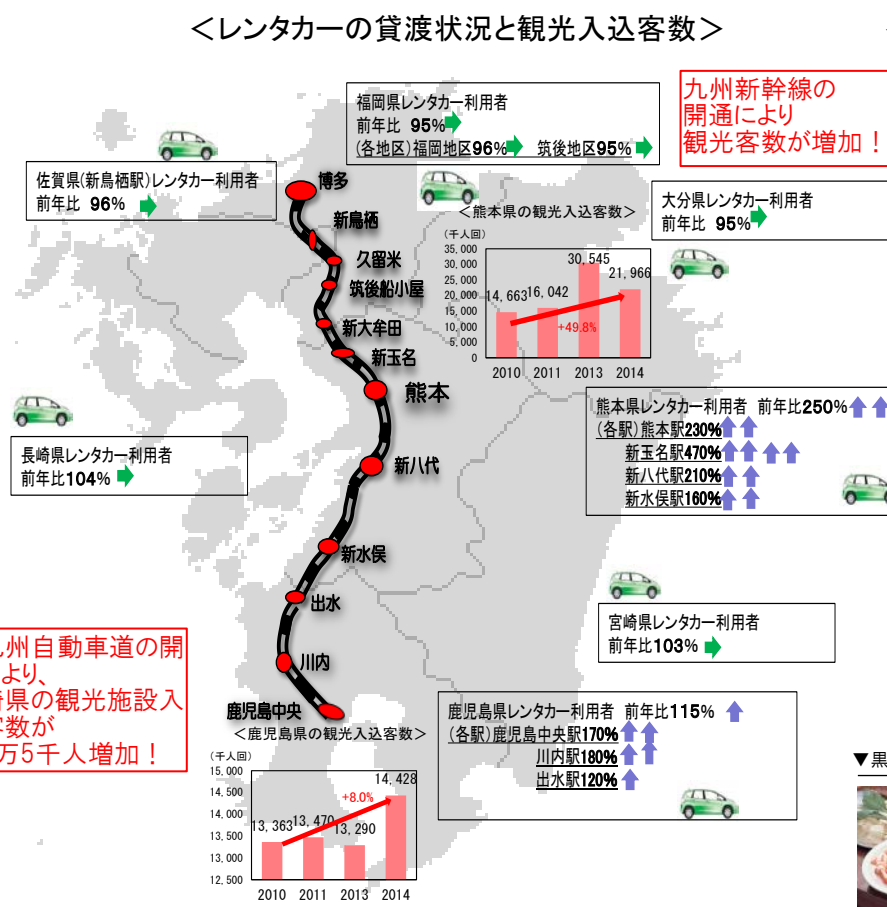 ＜レンタカーの貸渡状況と観光入込客数＞
福岡県レンタカー利用者
前年比 95%
(各地区)福岡地区96% 筑後地区95%
九州新幹線の
開通により
観光客数が増加！
佐賀県(新鳥栖駅)レンタカー利用者
前年比 96%
大分県レンタカー利用者
前年比 95%
博多
新鳥栖
久留米
筑後船小屋
新大牟田
新玉名
熊本
新八代
新水俣
出水
川内
鹿児島中央
＜熊本県の観光入込客数＞
(千人回)
35,000
30,000
25,000
20,000
15,000
10,000
5,000
0
14,663
16,042
30,545
21,966
+49.8%
2010 2011 2013 2014
熊本県レンタカー利用者 前年比250%
(各駅)熊本駅230%
新玉名駅470%
新八代駅210%
新水俣駅160%
長崎県レンタカー利用者
前年比104%
宮崎県レンタカー利用者
前年比103%
州自動車道の開
より、
県の観光施設入
客数が
万5千人増加！
鹿児島県レンタカー利用者 前年比115%
(各駅)鹿児島中央駅170%
川内駅180%
出水駅120%
＜鹿児島県の観光入込客数＞
(千人回)
15,000
14,500
14,000
13,500
13,000
12,500
13,363
13,470
13,290
14,428
+8.0%
2010 2011 2013 2014
▼黒